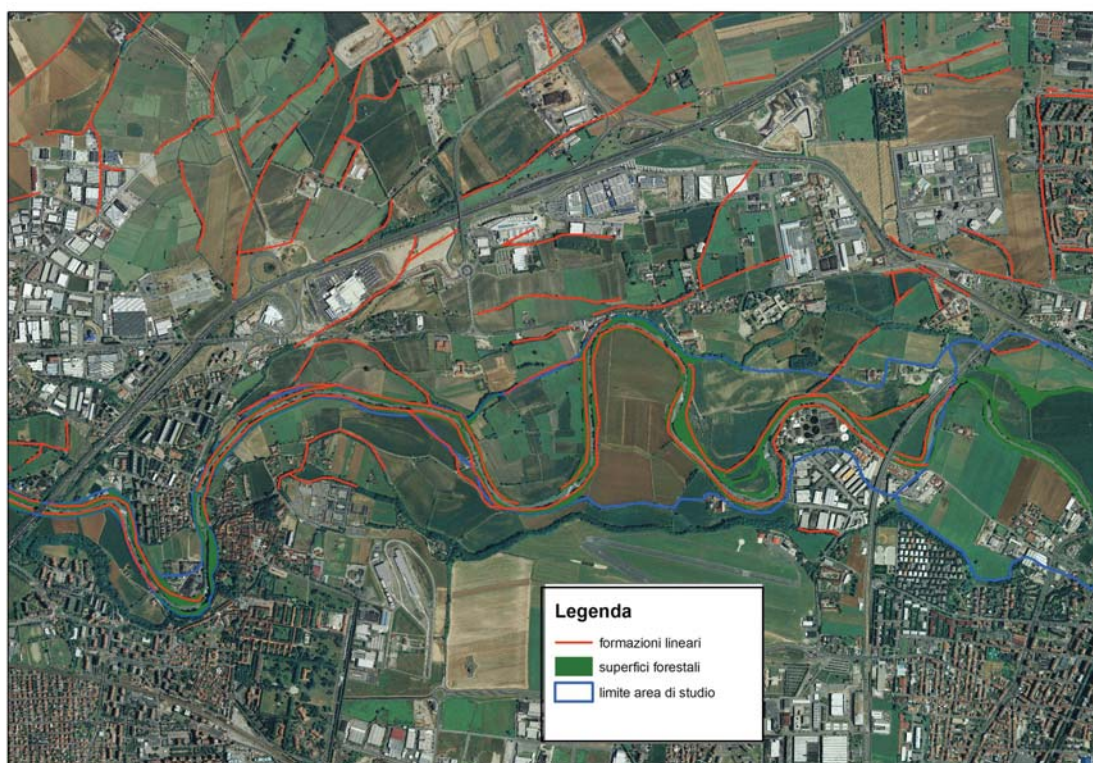 Legenda
formazioni lineari
superfici forestali
limite area di studio